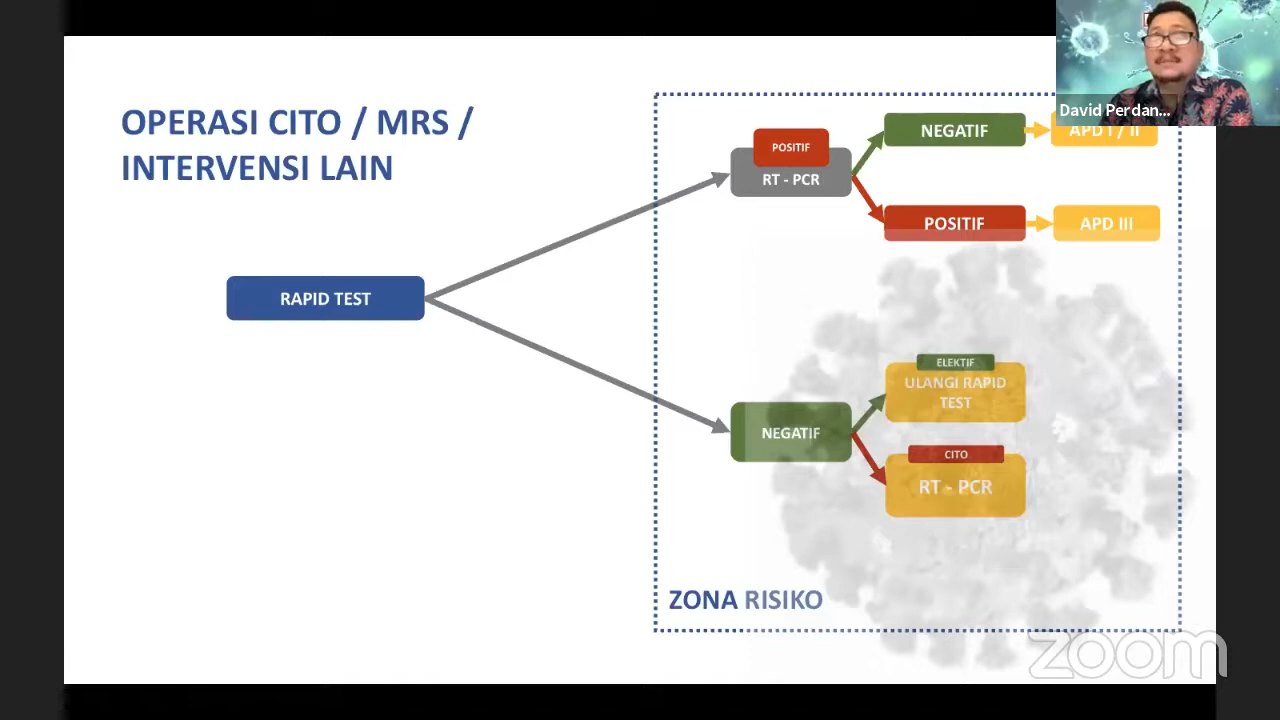 OPERASI CITO / MRS /
INTERVENSI LAIN
RAPID TEST
POSITIF
RT - PCR
NEGATIF
APD I / II
POSITIF
APD III
NEGATIF
ELEKTIF
ULANGI RAPID
TEST
CITO
RT - PCR
ZONA RISIKO
David Perdan...
zoom